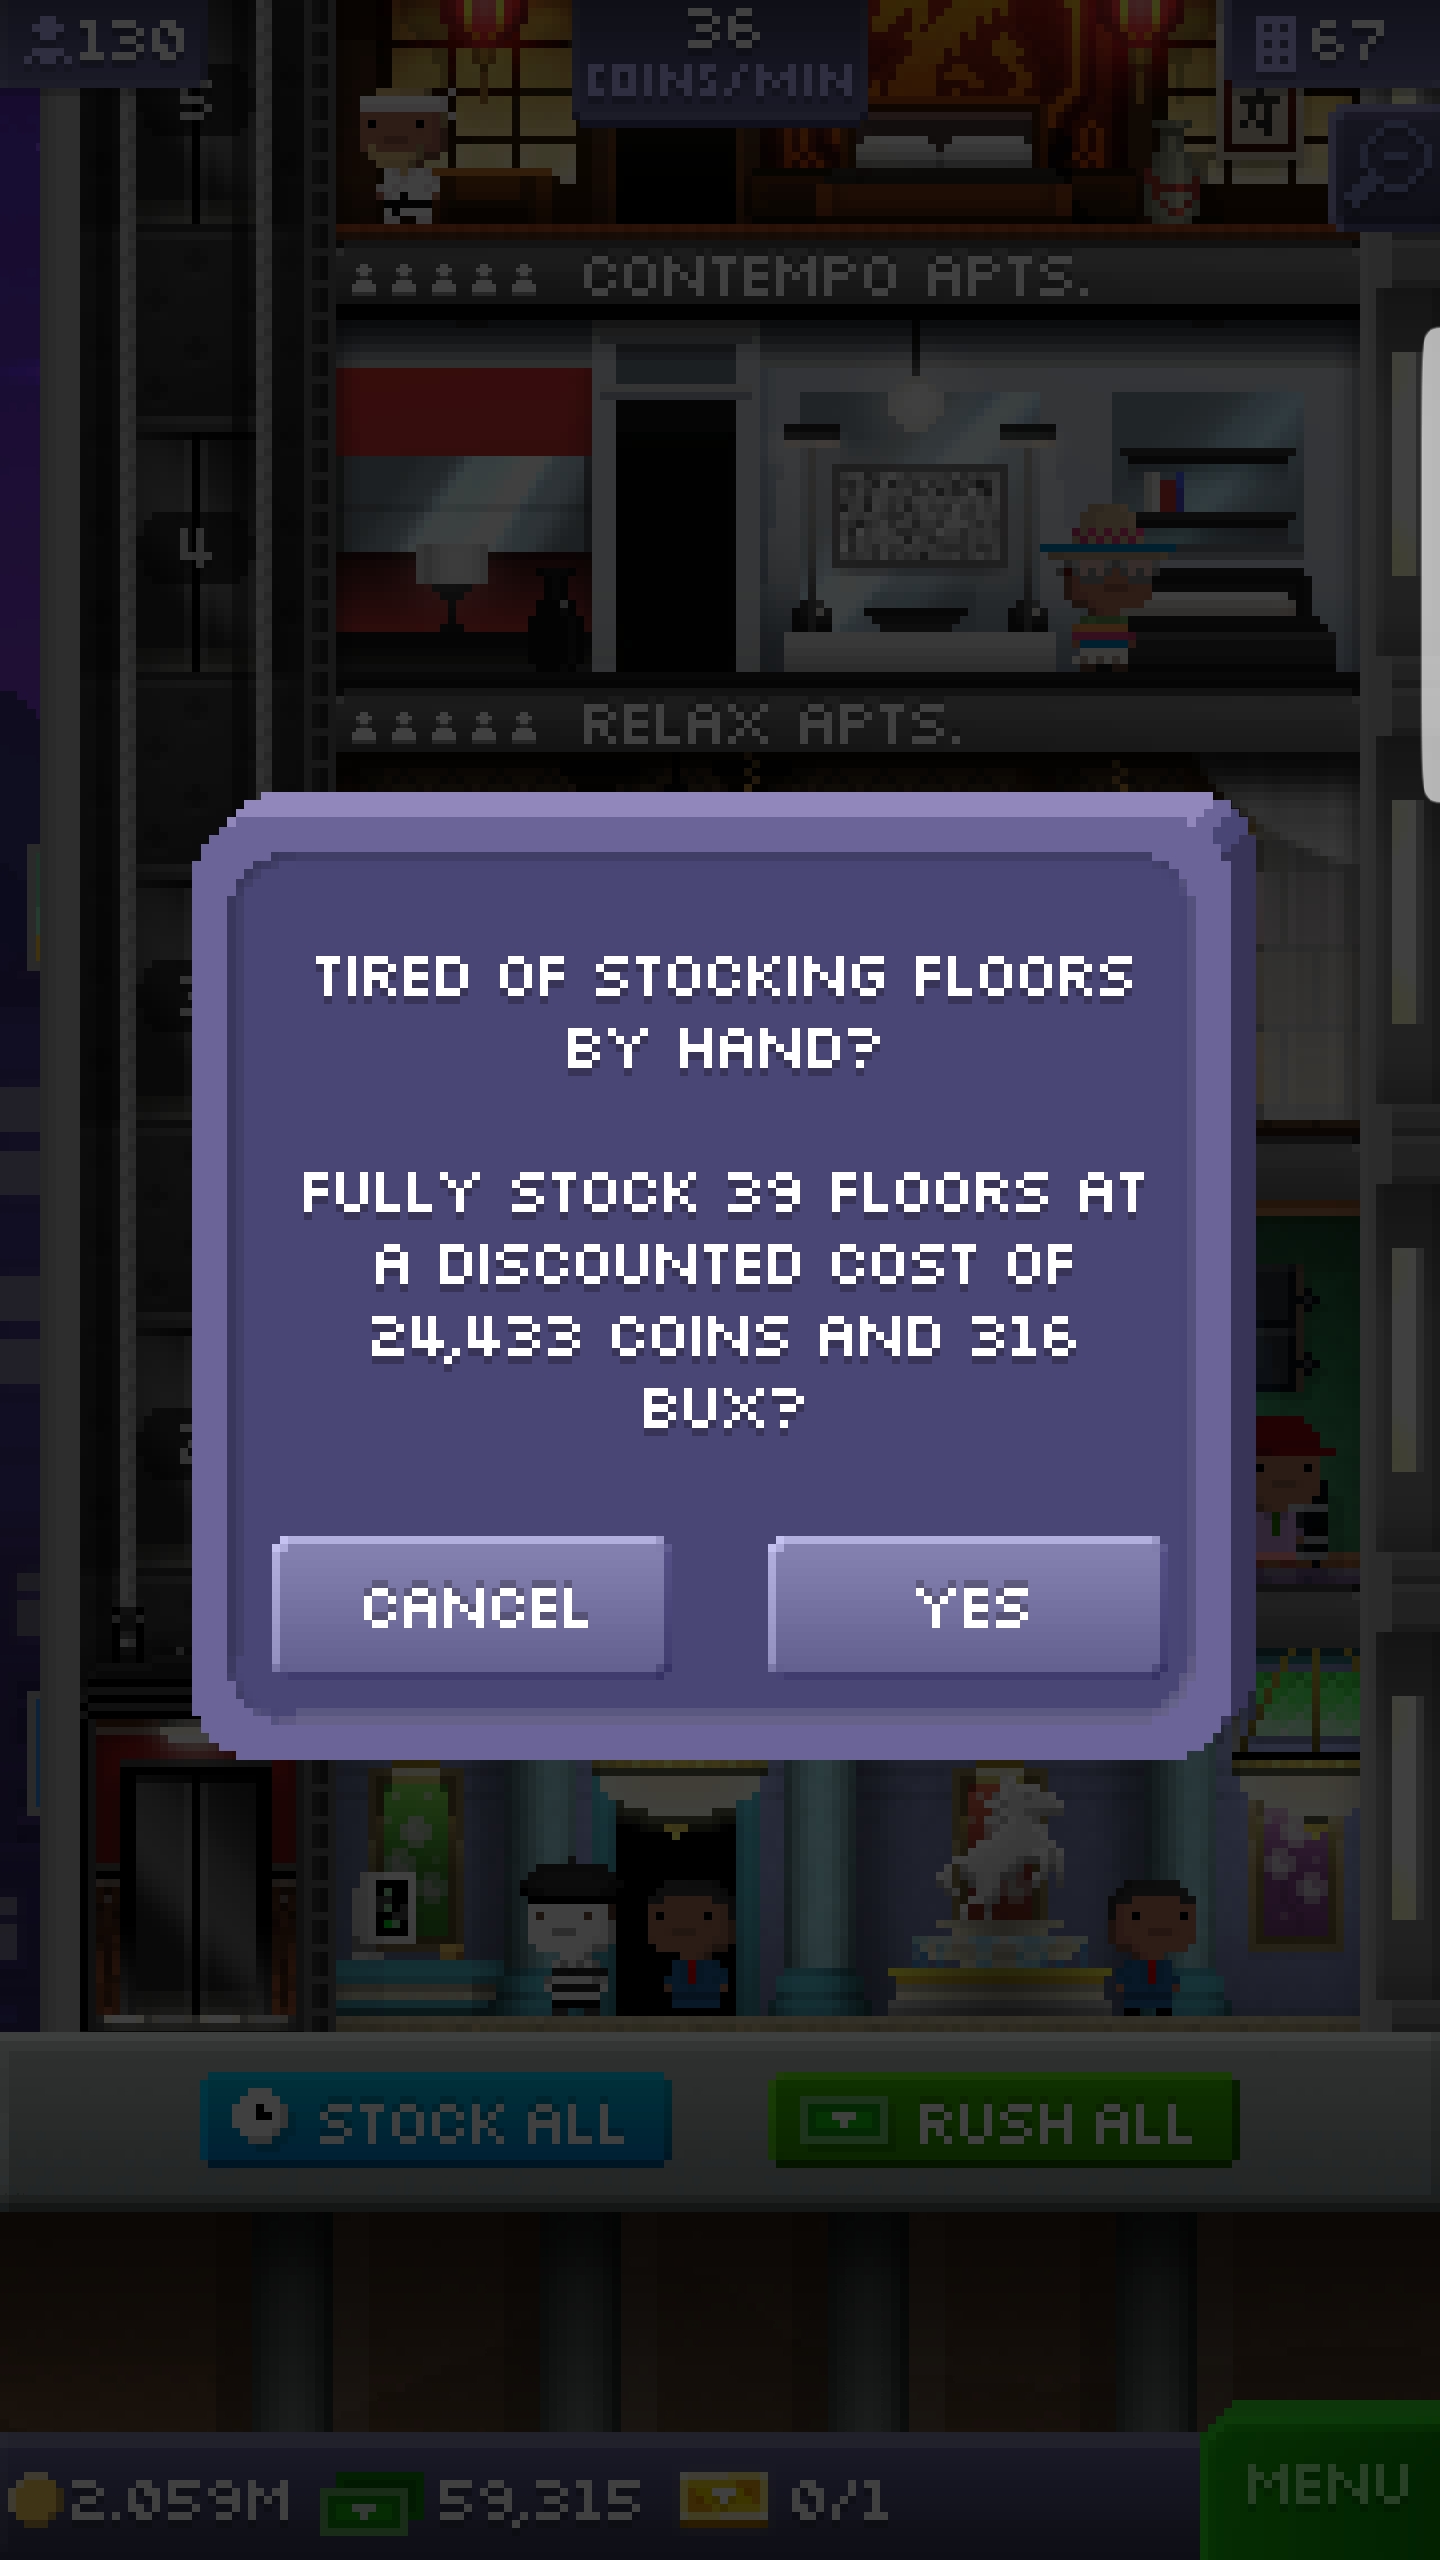 130
36
COINS/MIN
67
5
CONTEMPO APTS.
4
RELAX APTS.
TIRED OF STOCKING FLOORS
BY HAND?
FULLY STOCK 39 FLOORS AT
A DISCOUNTED COST OF
24,433 COINS AND 316
BUX?
CANCEL
YES
STOCK ALL
RUSH ALL
2.059M
59,315
0/1
MENU